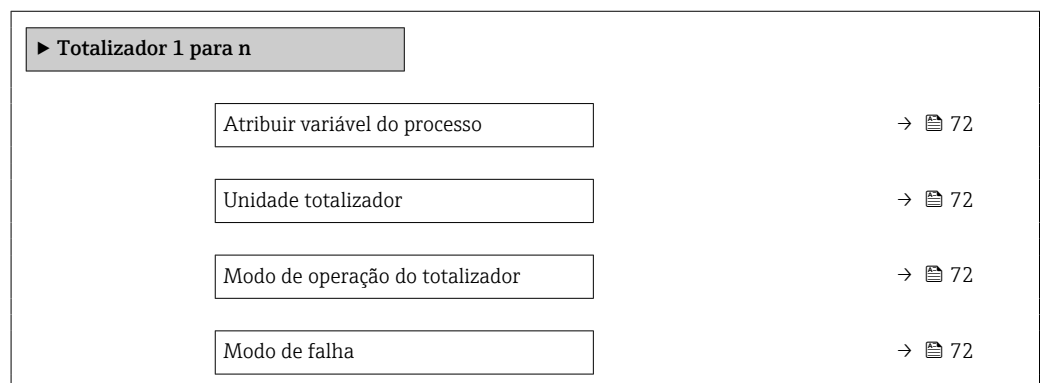 ▶ Totalizador 1 para n
Atribuir variável do processo → 72
Unidade totalizador → 72
Modo de operação do totalizador → 72
Modo de falha → 72